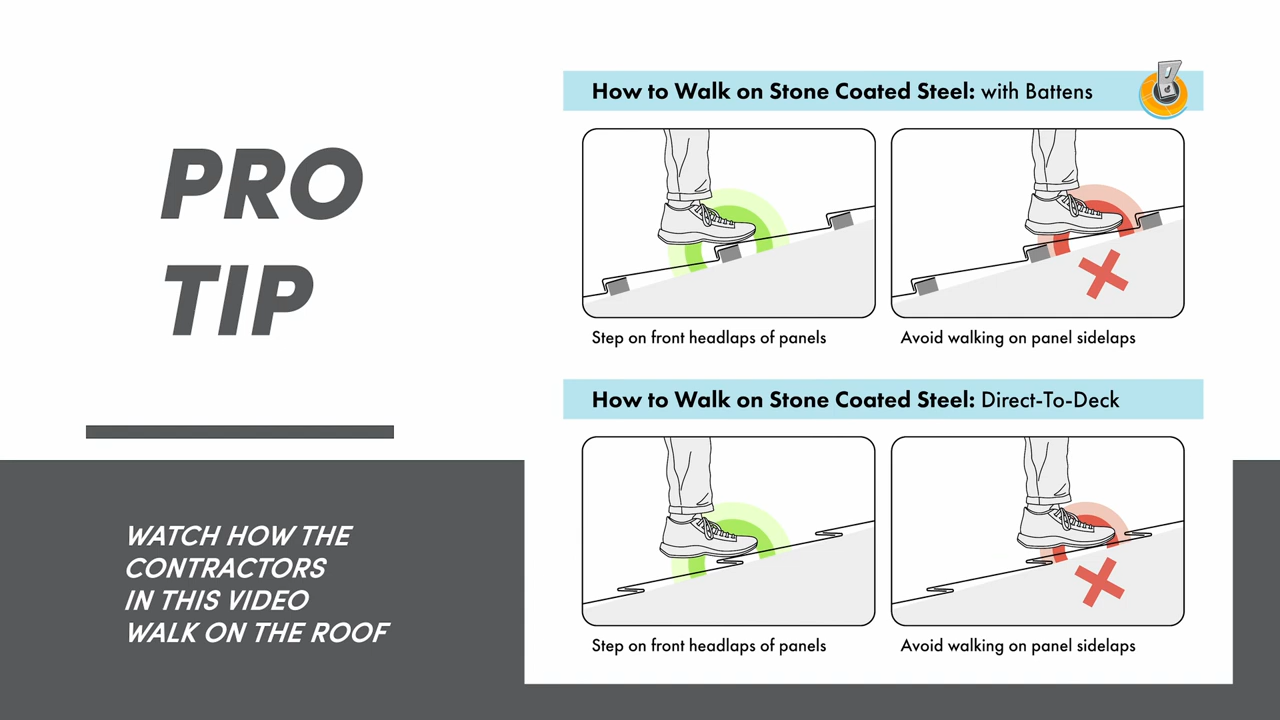 PRO
TIP
WATCH HOW THE
CONTRACTORS
IN THIS VIDEO
WALK ON THE ROOF
How to Walk on Stone Coated Steel: with Battens
Step on front headlaps of panels
Avoid walking on panel sidelaps
How to Walk on Stone Coated Steel: Direct-To-Deck
Step on front headlaps of panels
Avoid walking on panel sidelaps